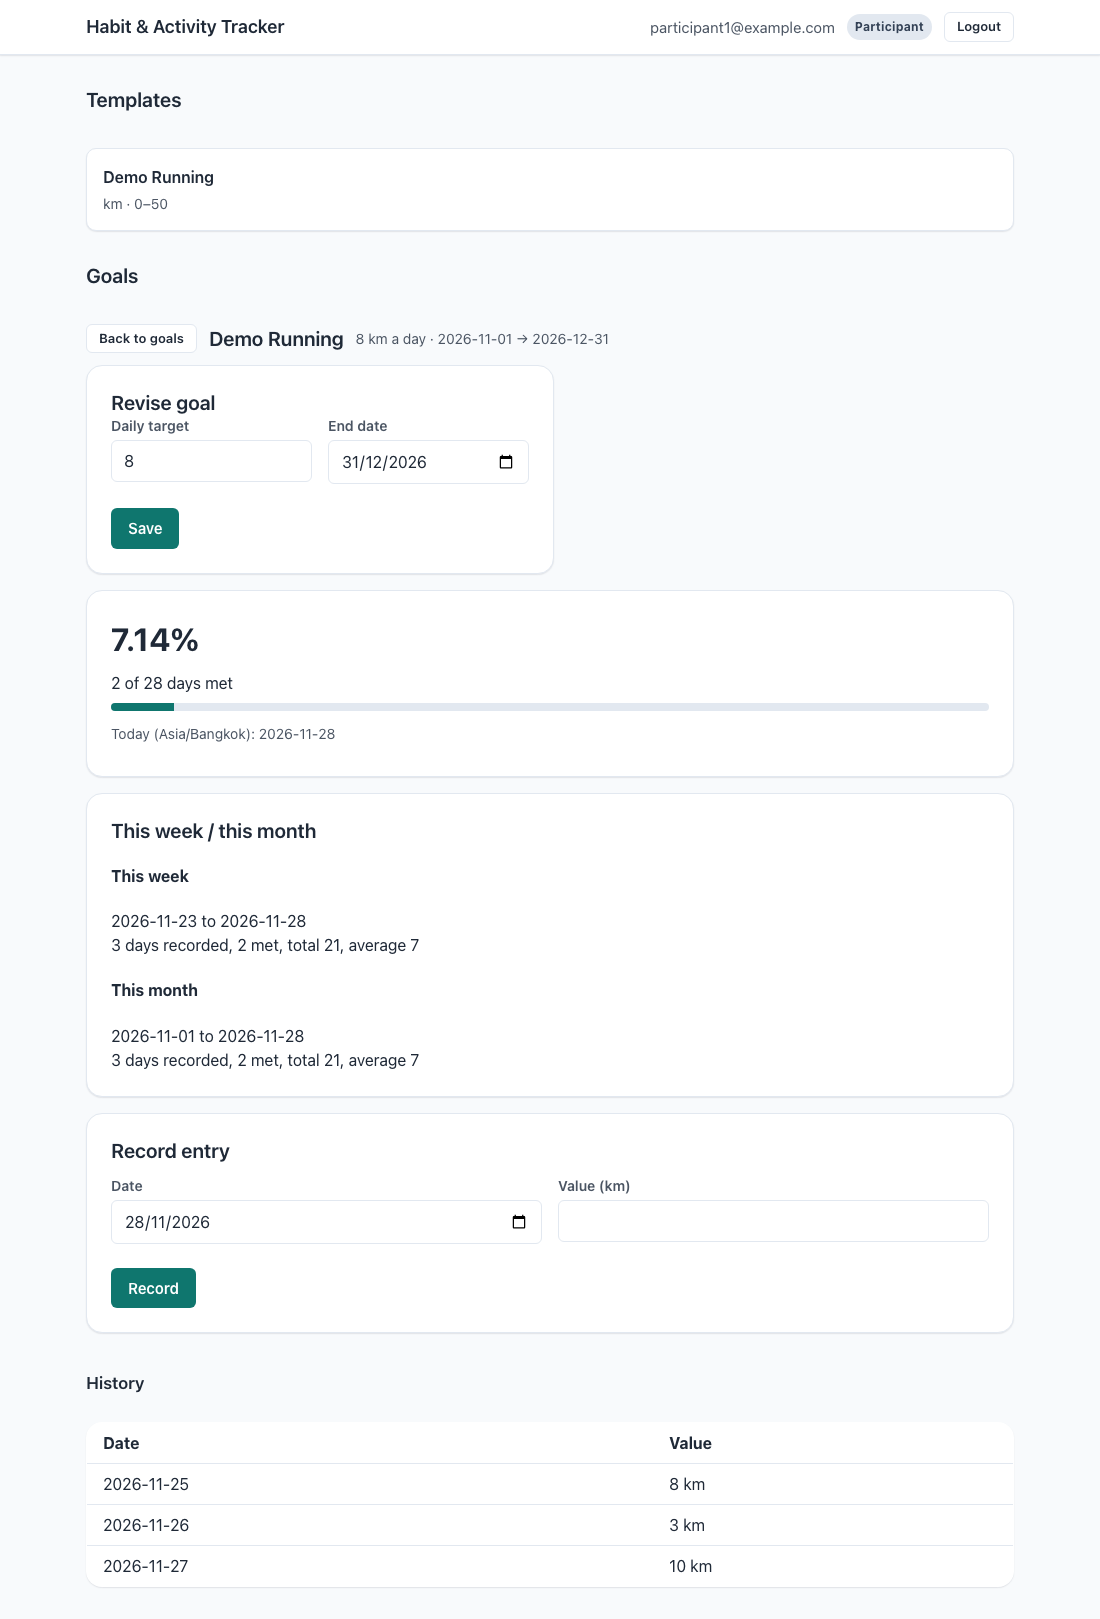 Habit & Activity Tracker
participant1@example.com Participant Logout
Templates
Demo Running
km · 0–50
Goals
Back to goals Demo Running 8 km a day · 2026-11-01 → 2026-12-31
Revise goal
Daily target End date
8 31/12/2026
Save
7.14%
2 of 28 days met
Today (Asia/Bangkok): 2026-11-28
This week / this month
This week
2026-11-23 to 2026-11-28
3 days recorded, 2 met, total 21, average 7
This month
2026-11-01 to 2026-11-28
3 days recorded, 2 met, total 21, average 7
Record entry
Date Value (km)
28/11/2026
Record
History
Date Value
2026-11-25 8 km
2026-11-26 3 km
2026-11-27 10 km